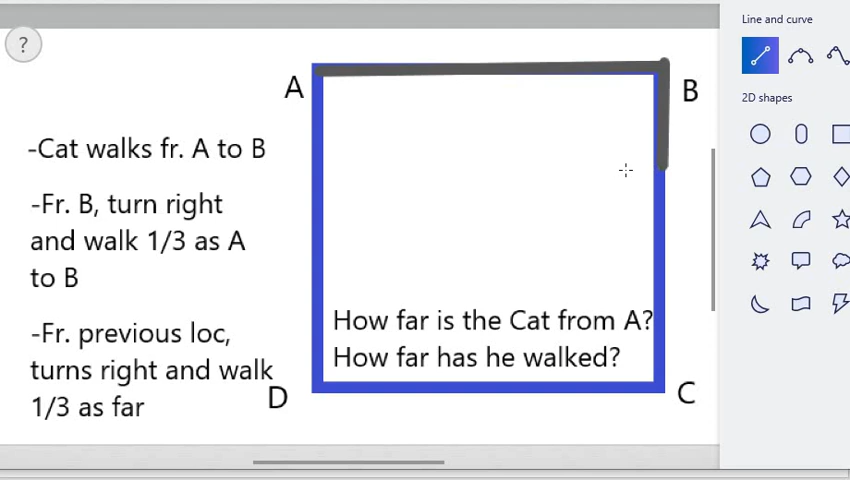 ?
Line and curve
2D shapes
A
B
-Cat walks fr. A to B
-Fr. B, turn right
and walk 1/3 as A
to B
-Fr. previous loc,
turns right and walk
1/3 as far
How far is the Cat from A?
How far has he walked?
D
C